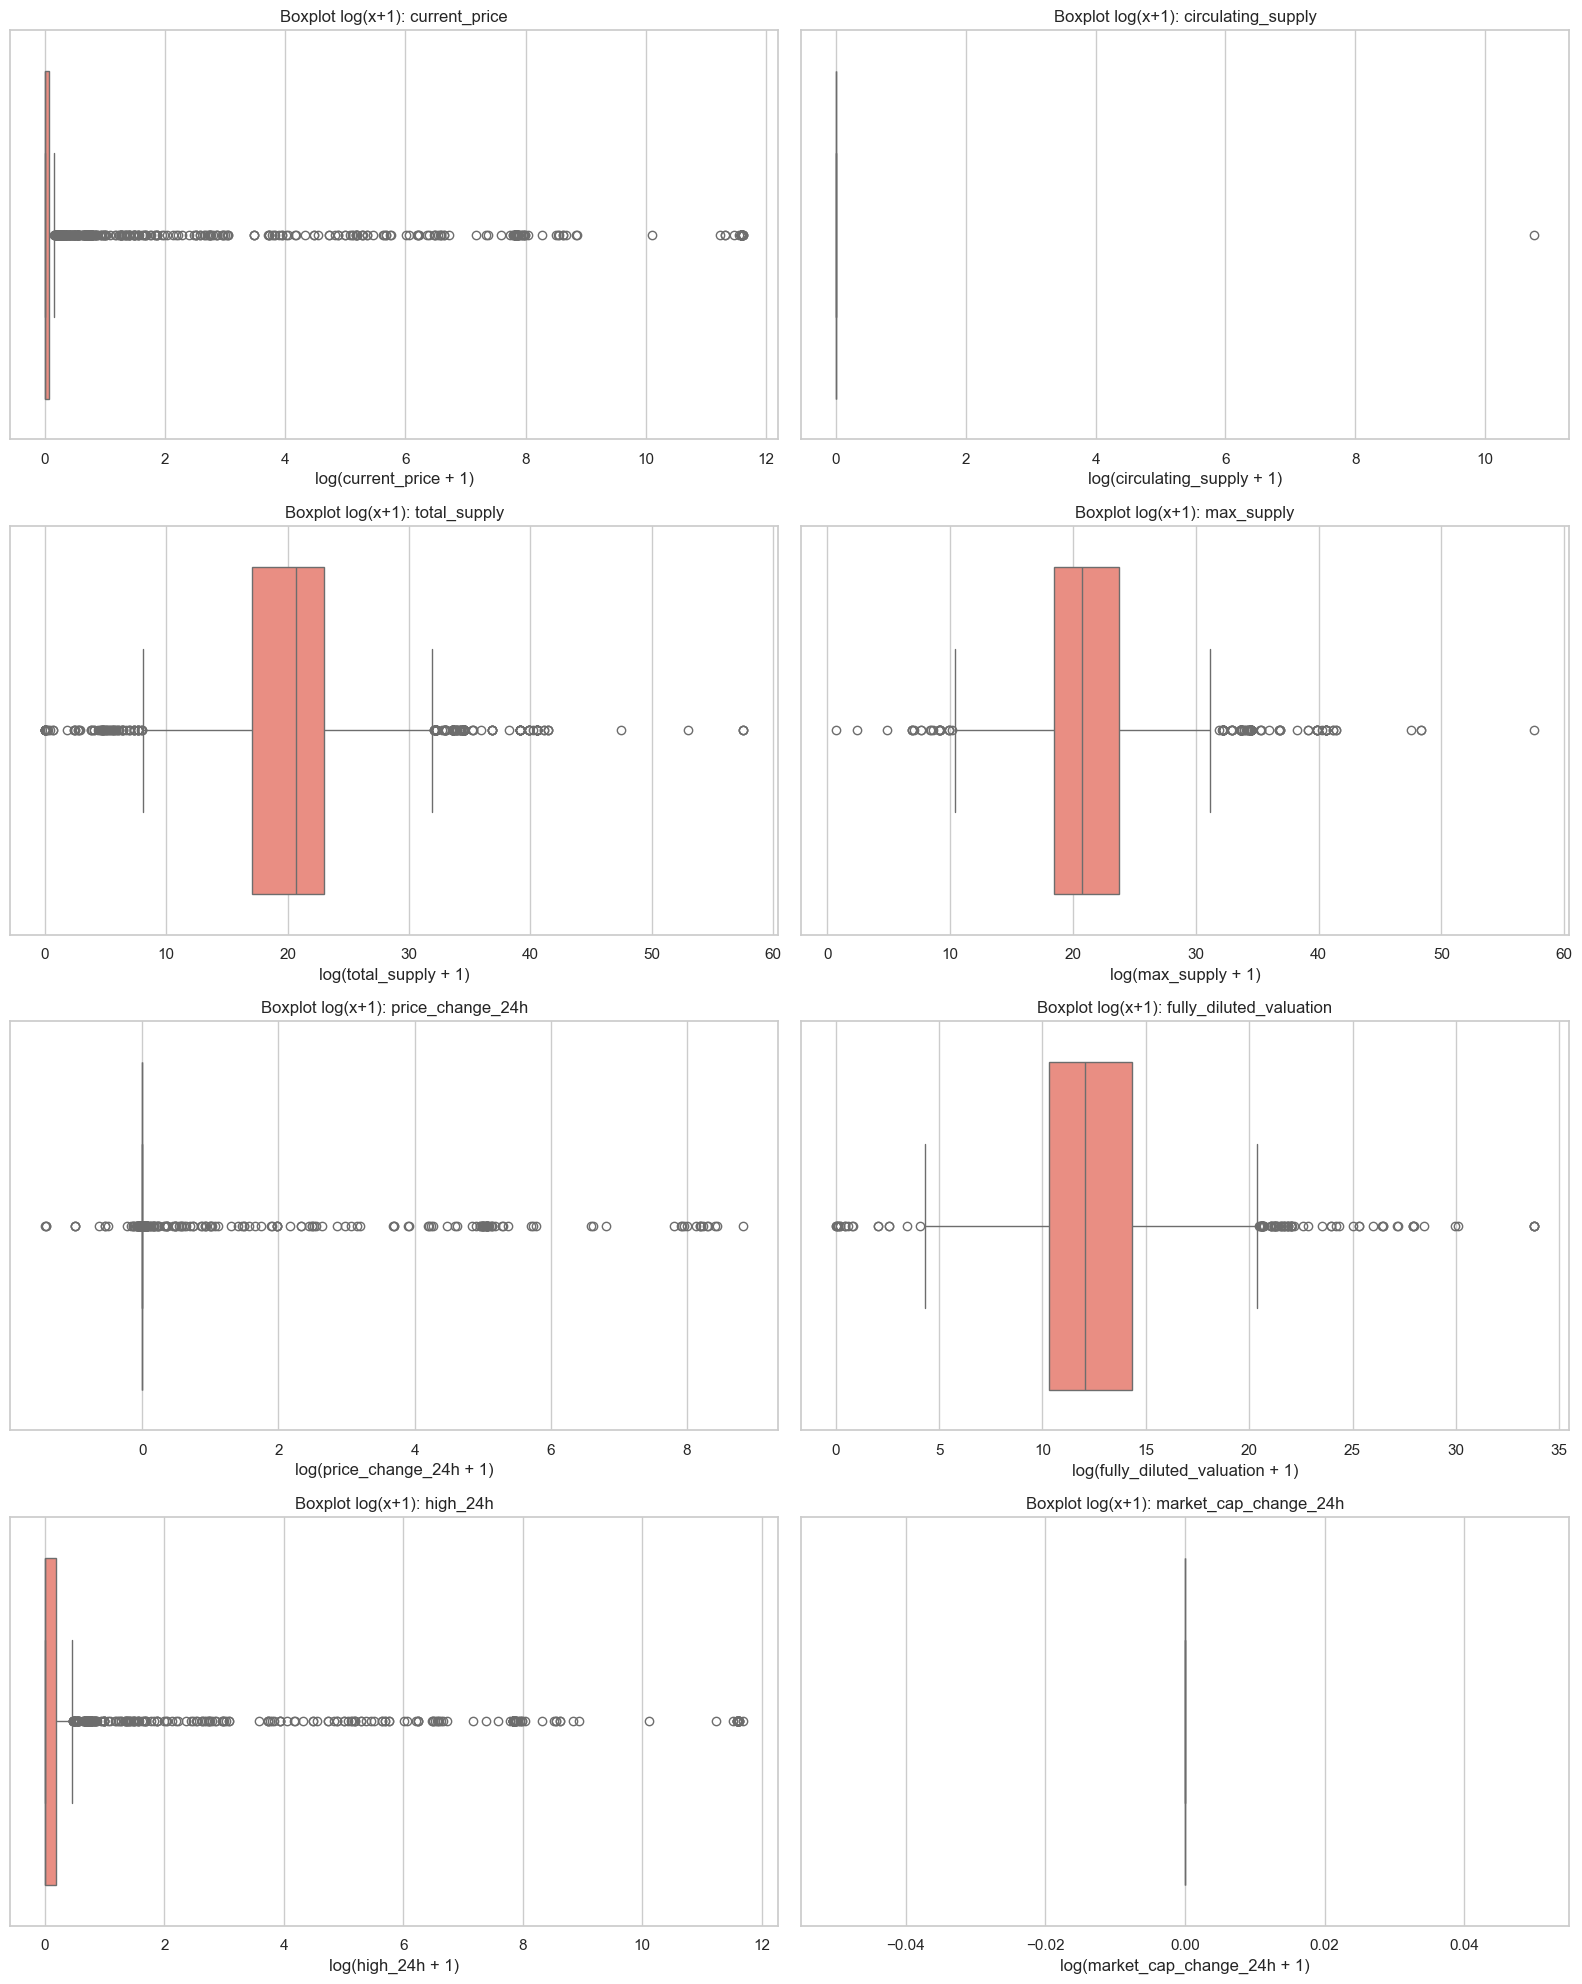 Boxplot log(x+1): current_price
Boxplot log(x+1): circulating_supply
0 2 4 6 8 10 12
0 2 4 6 8 10
log(current_price + 1)
log(circulating_supply + 1)
Boxplot log(x+1): total_supply
Boxplot log(x+1): max_supply
0 10 20 30 40 50 60
0 10 20 30 40 50 60
log(total_supply + 1)
log(max_supply + 1)
Boxplot log(x+1): price_change_24h
Boxplot log(x+1): fully_diluted_valuation
0 2 4 6 8
0 5 10 15 20 25 30 35
log(price_change_24h + 1)
log(fully_diluted_valuation + 1)
Boxplot log(x+1): high_24h
Boxplot log(x+1): market_cap_change_24h
0 2 4 6 8 10 12
−0.04 −0.02 0.00 0.02 0.04
log(high_24h + 1)
log(market_cap_change_24h + 1)